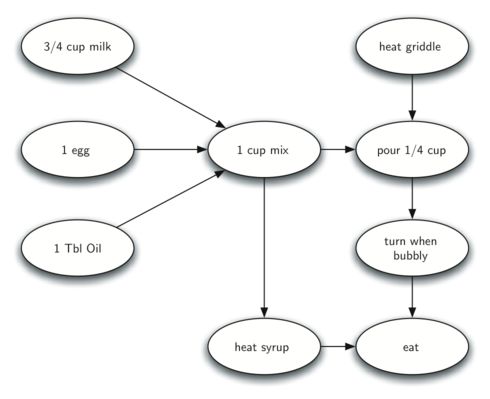 3/4 cup milk
heat griddle
1 egg
1 cup mix
pour 1/4 cup
1 Tbl Oil
turn when
bubbly
heat syrup
eat